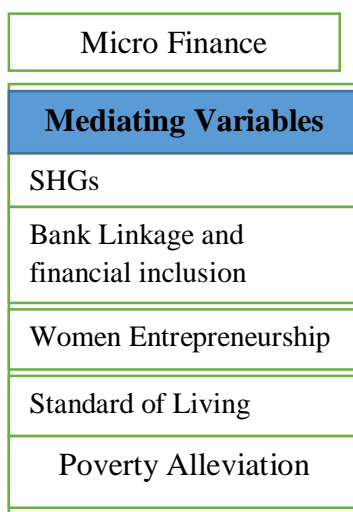 Micro Finance
Mediating Variables
SHGs
Bank Linkage and
financial inclusion
Women Entrepreneurship
Standard of Living
Poverty Alleviation